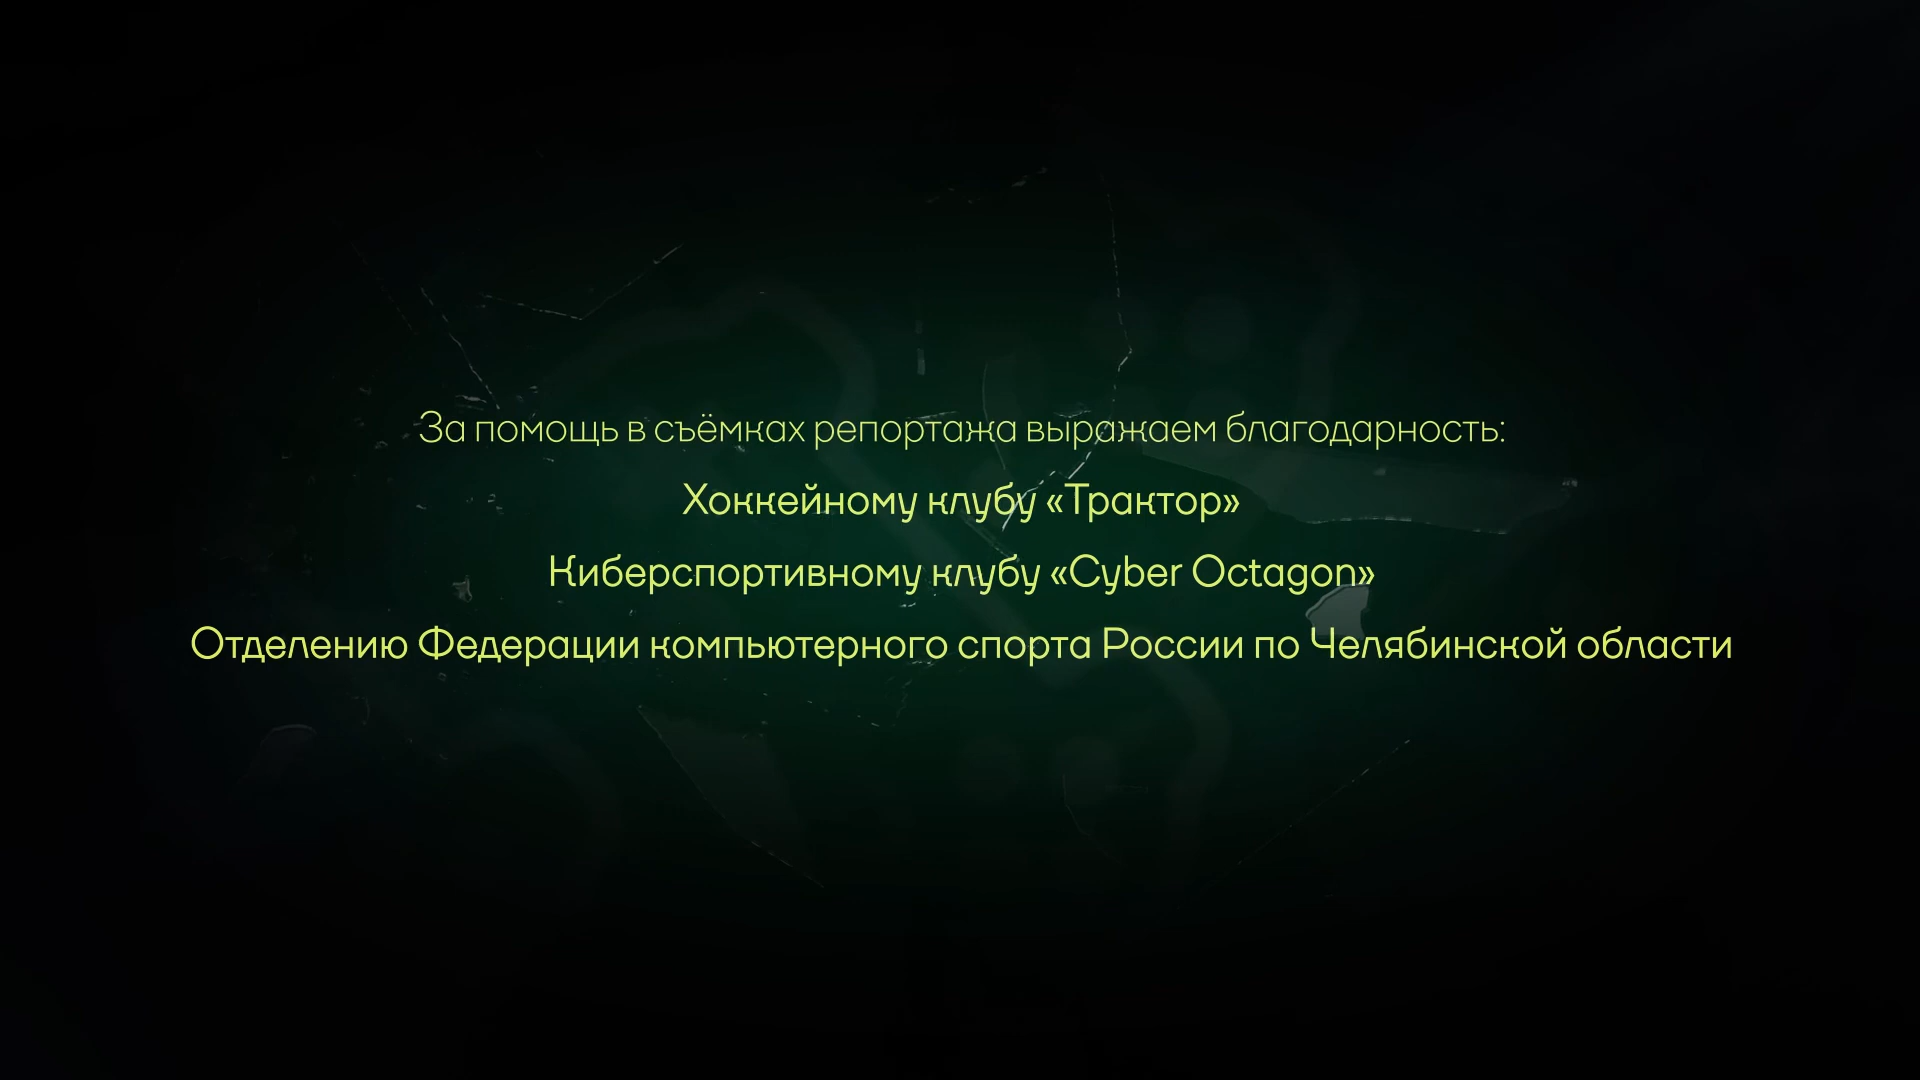 За помощь в съёмках репортажа выражаем благодарность:
Хоккейному клубу «Трактор»
Киберспортивному клубу «Cyber Octagon»
Отделению Федерации компьютерного спорта России по Челябинской области